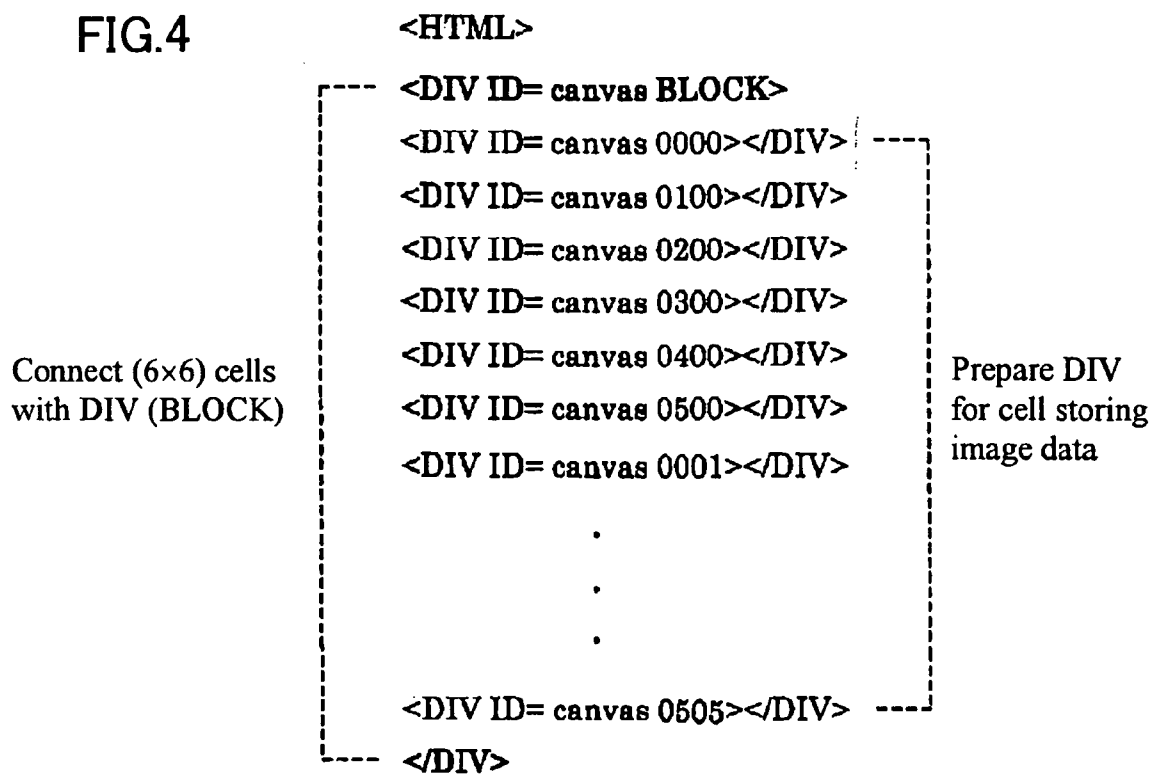 FIG.4
<HTML>
<DIV ID= canvas BLOCK>
<DIV ID= canvas 0000></DIV>
<DIV ID= canvas 0100></DIV>
<DIV ID= canvas 0200></DIV>
<DIV ID= canvas 0300></DIV>
<DIV ID= canvas 0400></DIV>
<DIV ID= canvas 0500></DIV>
<DIV ID= canvas 0001></DIV>
.
.
.
<DIV ID= canvas 0505></DIV>
</DIV>
Connect (6×6) cells
with DIV (BLOCK)
Prepare DIV
for cell storing
image data